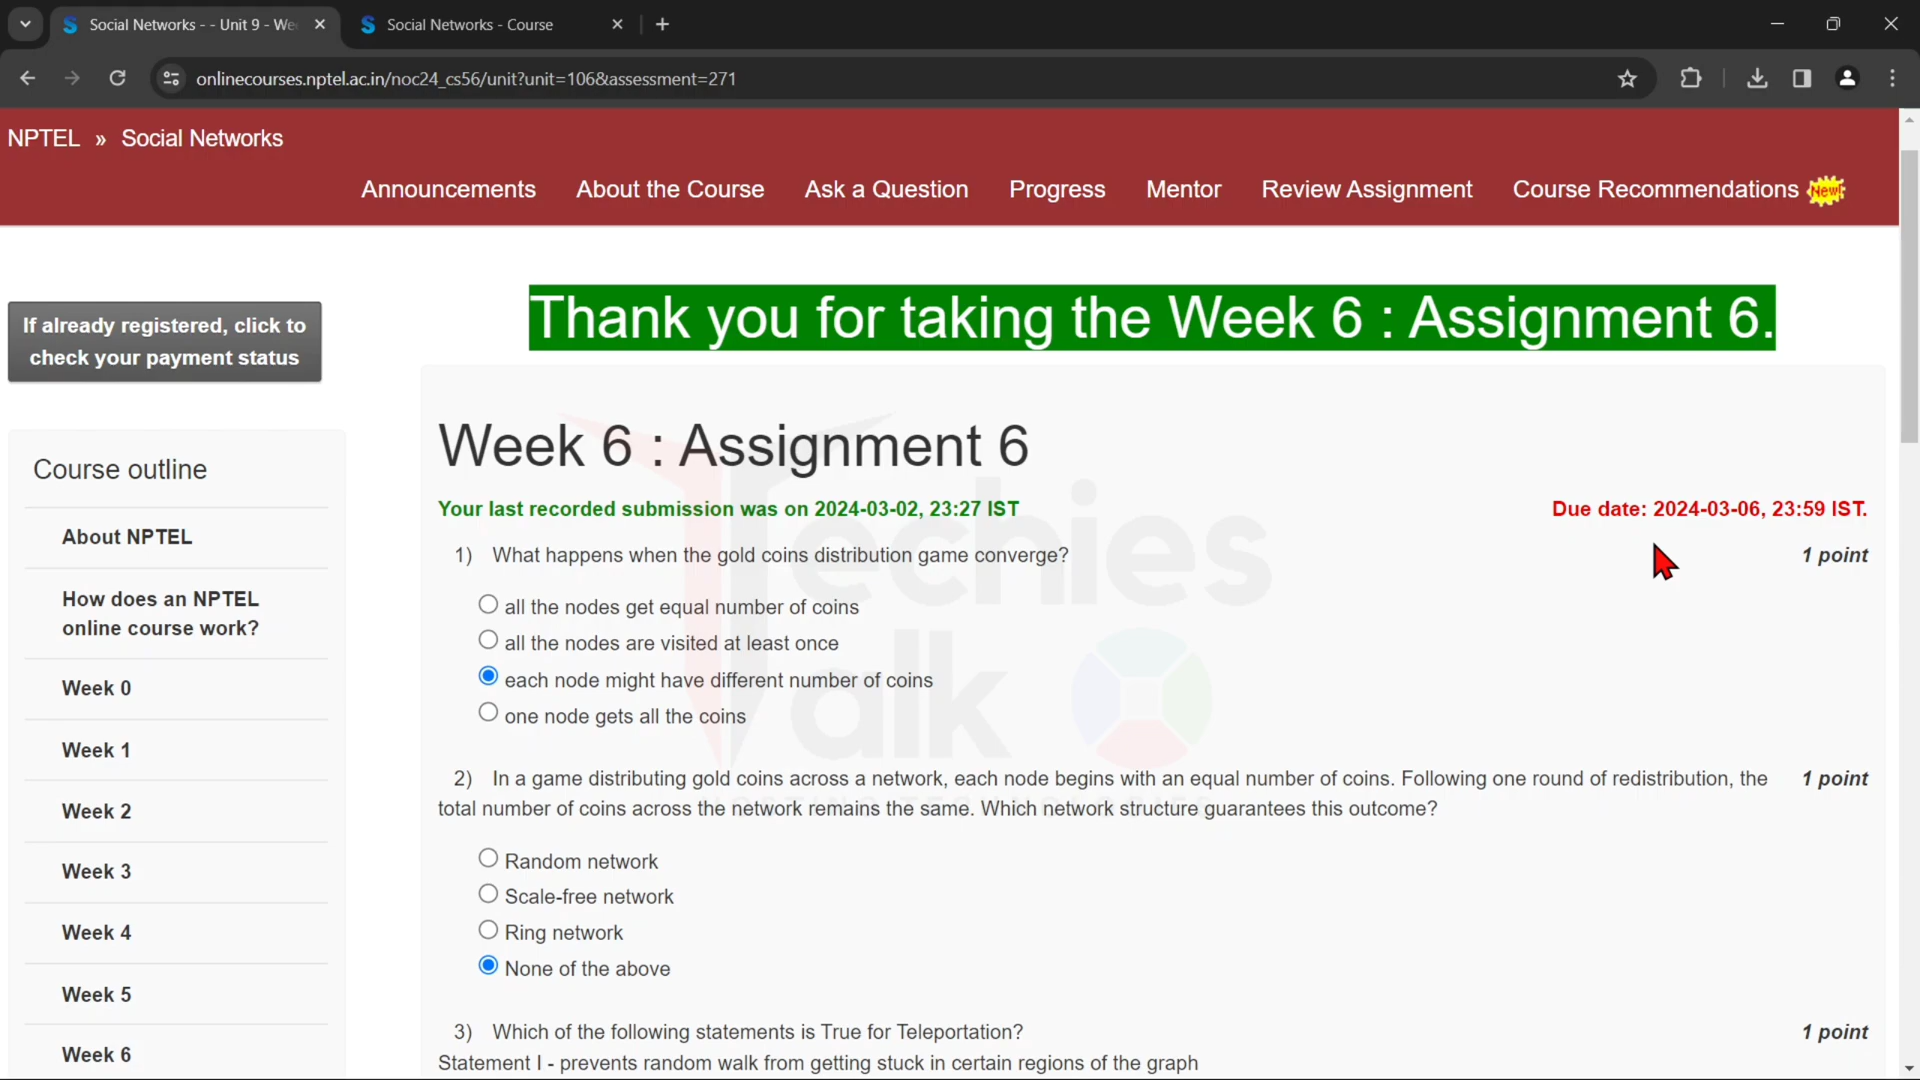 Social Networks - - Unit 9 - We
Social Networks - Course
onlinecourses.nptel.ac.in/noc24_cs56/unit?unit=106&assessment=271
NPTEL » Social Networks
Announcements About the Course Ask a Question Progress Mentor Review Assignment Course Recommendations New!
If already registered, click to
check your payment status
Thank you for taking the Week 6 : Assignment 6.
Course outline
About NPTEL
How does an NPTEL
online course work?
Week 0
Week 1
Week 2
Week 3
Week 4
Week 5
Week 6
Week 6 : Assignment 6
Your last recorded submission was on 2024-03-02, 23:27 IST Due date: 2024-03-06, 23:59 IST.
1) What happens when the gold coins distribution game converge? 1 point
all the nodes get equal number of coins
all the nodes are visited at least once
each node might have different number of coins
one node gets all the coins
2) In a game distributing gold coins across a network, each node begins with an equal number of coins. Following one round of redistribution, the 1 point
total number of coins across the network remains the same. Which network structure guarantees this outcome?
Random network
Scale-free network
Ring network
None of the above
3) Which of the following statements is True for Teleportation? 1 point
Statement I - prevents random walk from getting stuck in certain regions of the graph
Techies
Talk